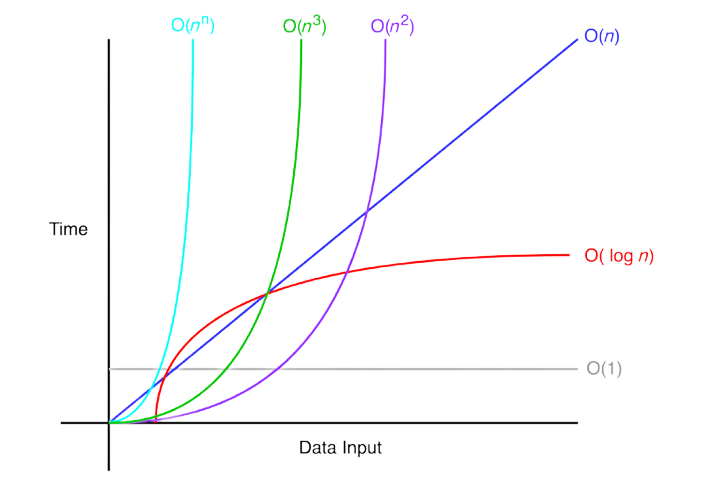 O(nⁿ) O(n³) O(n²)
O(n)
Time
O( log n)
O(1)
Data Input